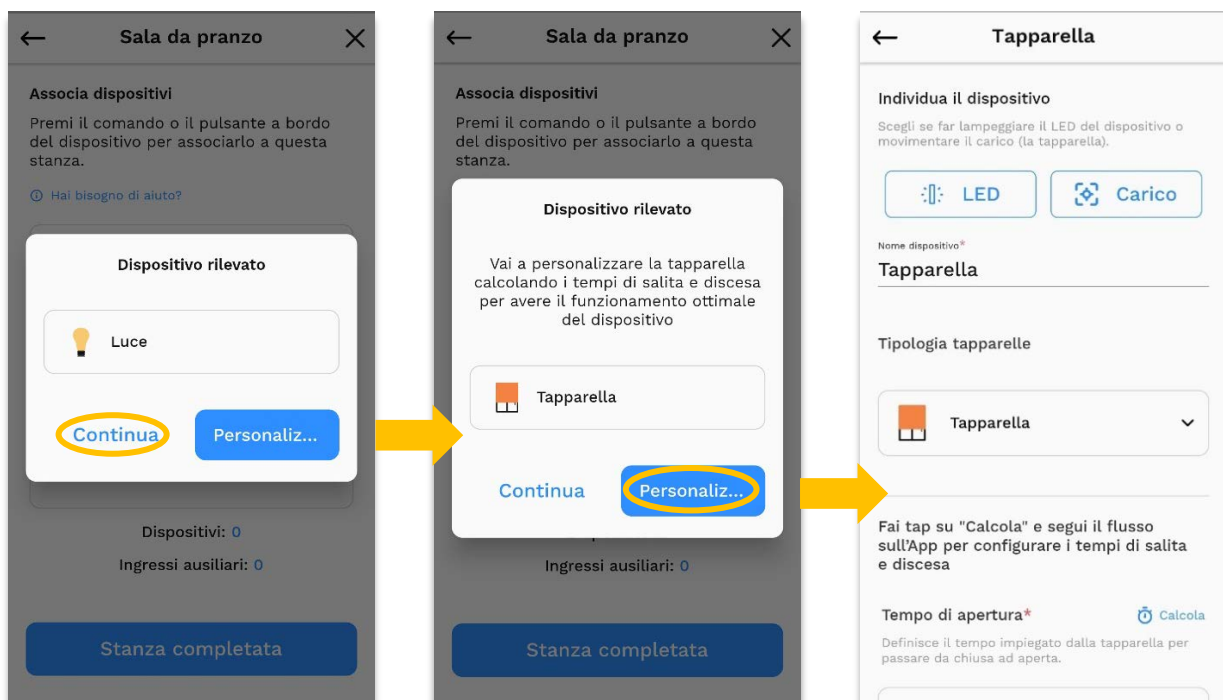 Sala da pranzo
Associa dispositivi
Premi il comando o il pulsante a bordo
del dispositivo per associarlo a questa
stanza.
Hai bisogno di aiuto?
Dispositivo rilevato
Luce
Continua
Personaliz...
Dispositivi: 0
Ingressi ausiliari: 0
Stanza completata
Sala da pranzo
Associa dispositivi
Premi il comando o il pulsante a bordo
del dispositivo per associarlo a questa
stanza.
Dispositivo rilevato
Vai a personalizzare la tapparella
calcolando i tempi di salita e discesa
per avere il funzionamento ottimale
del dispositivo
Tapparella
Continua
Personaliz...
Ingressi ausiliari: 0
Stanza completata
Tapparella
Individua il dispositivo
Scegli se far lampeggiare il LED del dispositivo o
movimentare il carico (la tapparella).
LED
Carico
Nome dispositivo*
Tapparella
Tipologia tapparelle
Tapparella
Fai tap su "Calcola" e segui il flusso
sull'App per configurare i tempi di salita
e discesa
Tempo di apertura*
Calcola
Definisce il tempo impiegato dalla tapparella per
passare da chiusa ad aperta.